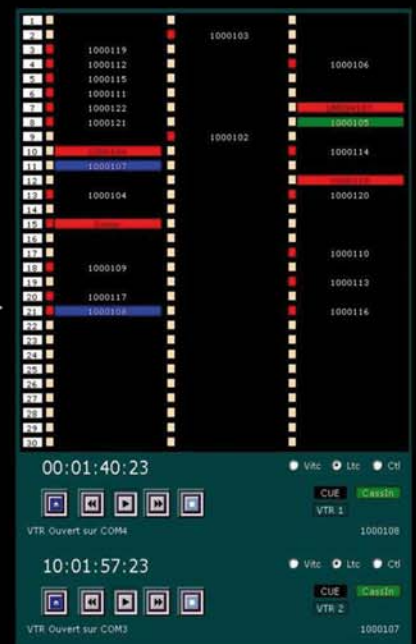 1
2 1000103
3 1000119
4 1000112 1000106
5 1000115
6 1000111
7 1000122
8 1000121 1000105
9 1000102
10 1000114
11 1000107
12
13 1000104 1000120
14
15
16
17 1000110
18 1000109
19 1000113
20 1000117
21 1000108 1000116
22
23
24
25
26
27
28
29
30
00:01:40:23 Vitc Ltc Ctl
CUE CassIn
VTR 1
VTR Ouvert sur COM4 1000108
10:01:57:23 Vitc Ltc Ctl
CUE CassIn
VTR 2
VTR Ouvert sur COM3 1000107